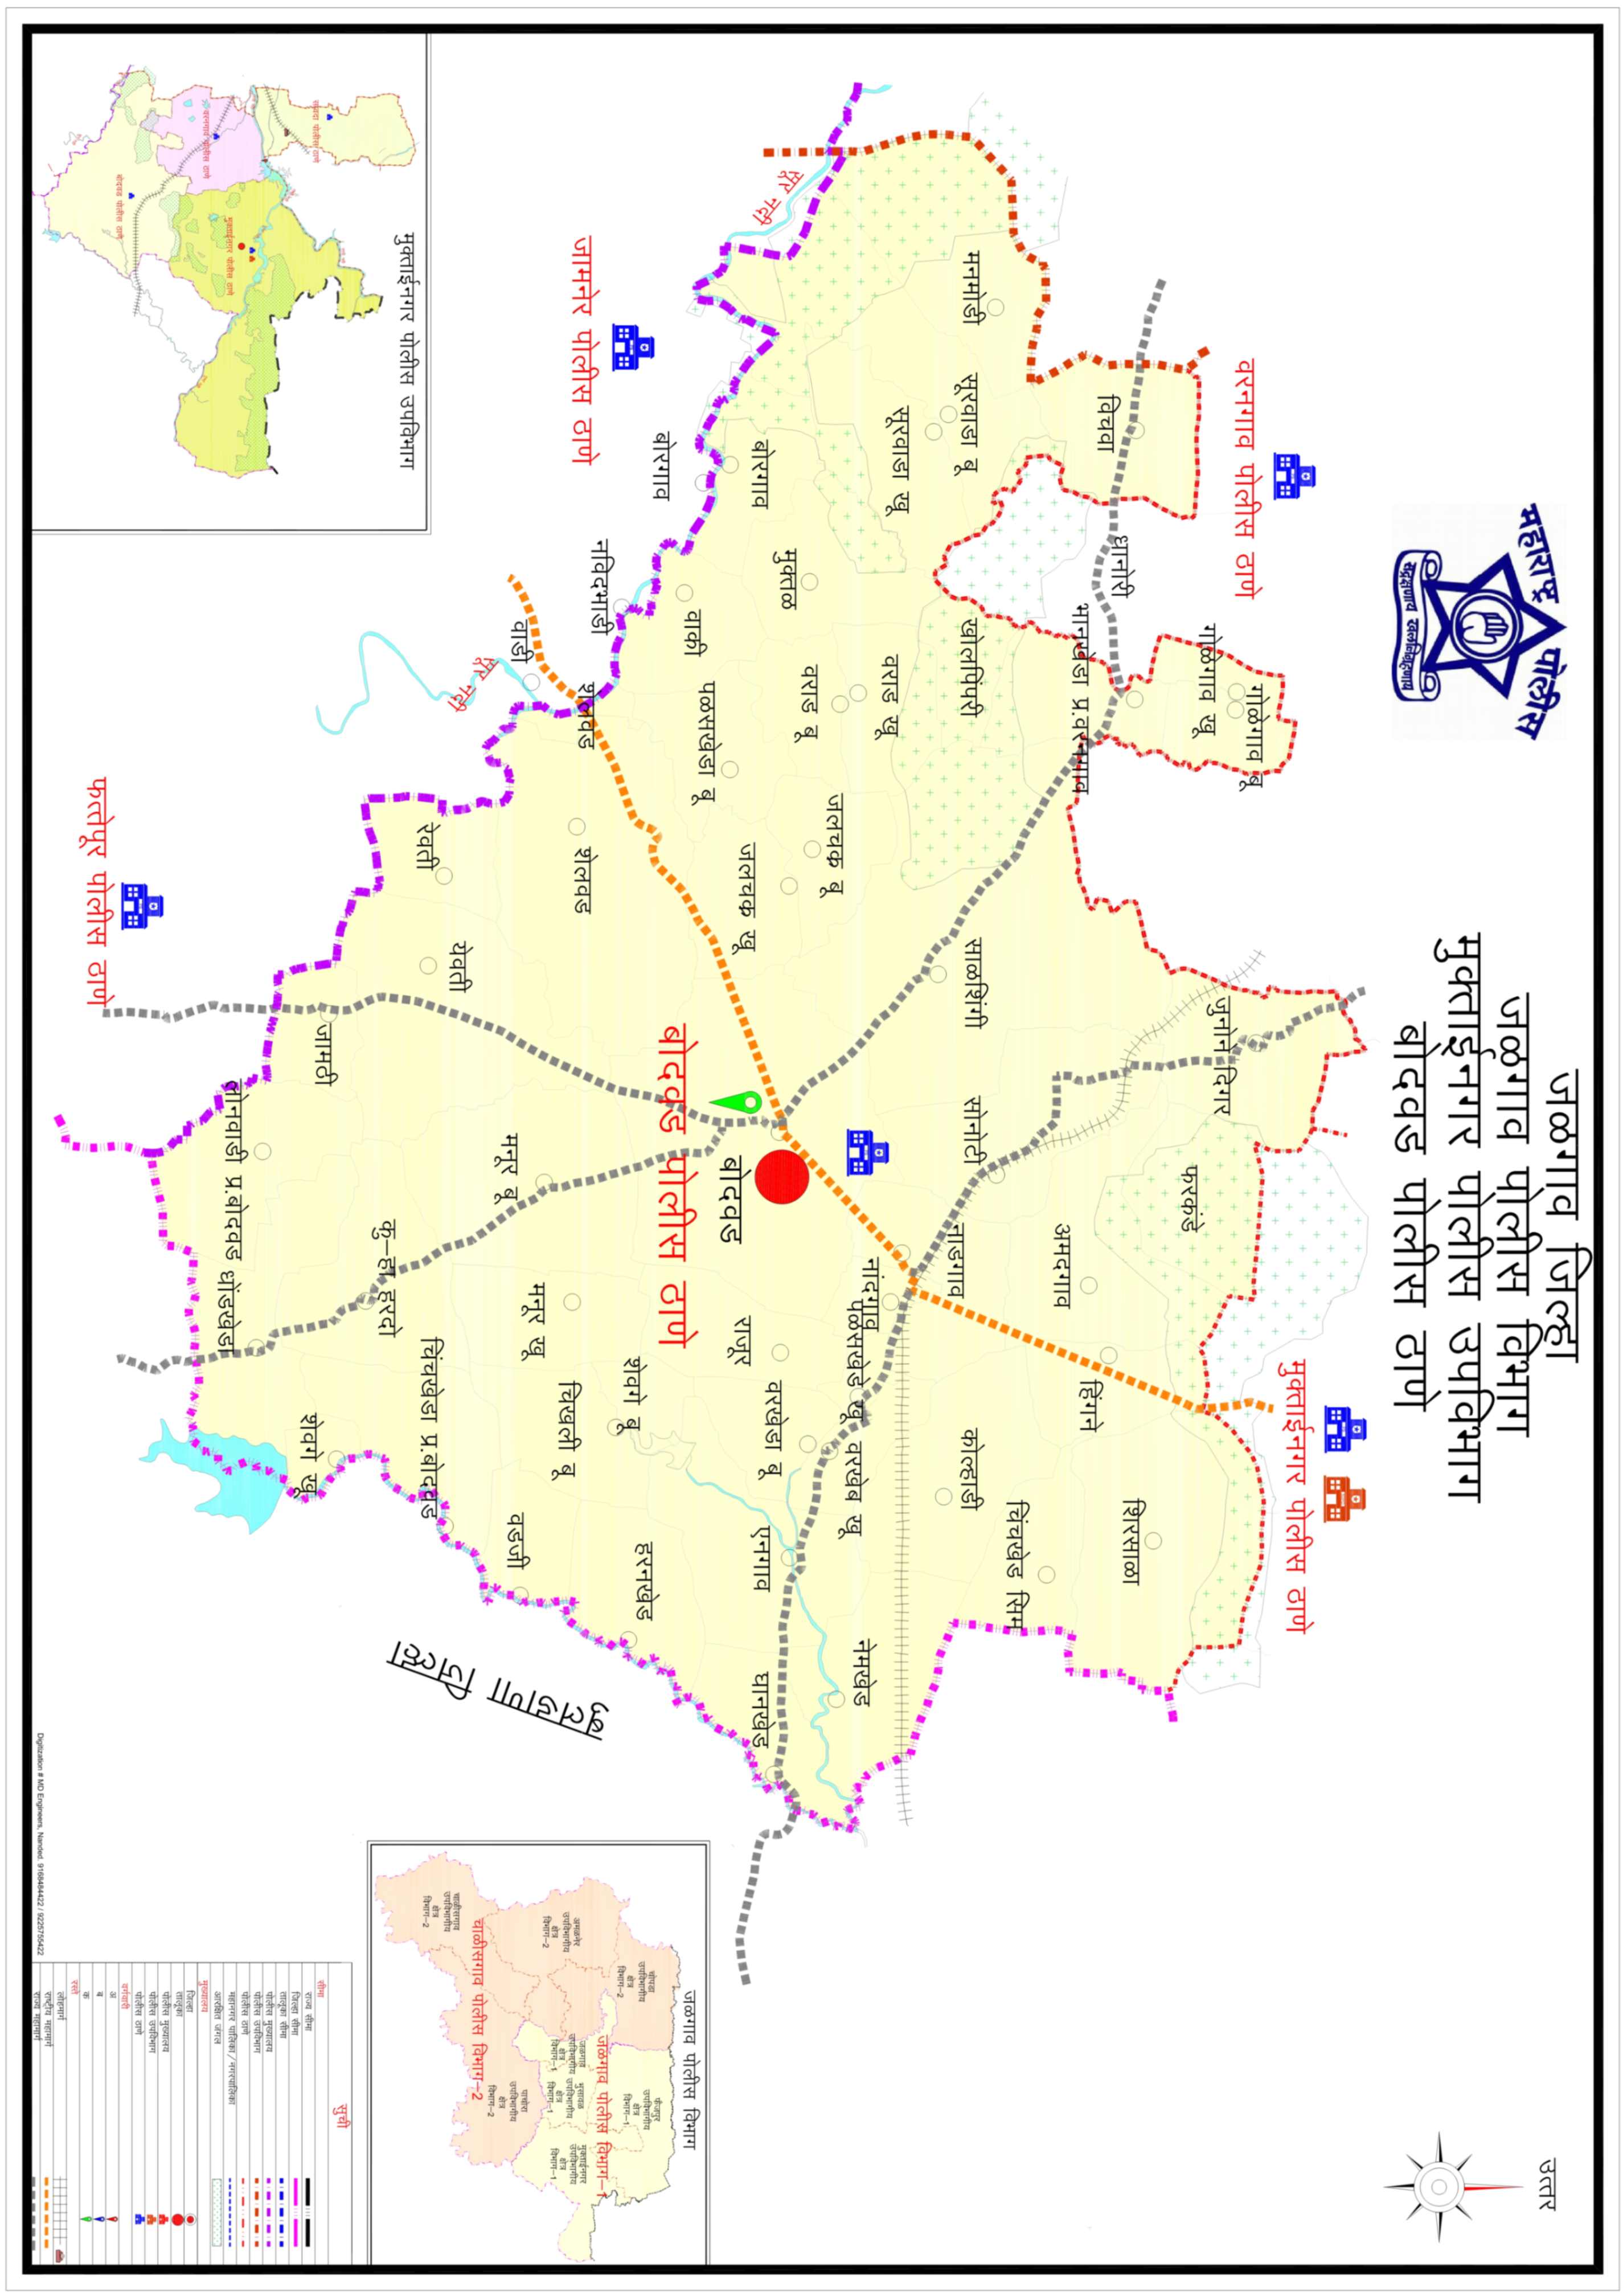 जळगाव जिल्हा
जळगाव पोलीस विभाग
मुक्ताईनगर पोलीस उपविभाग
बोदवड पोलीस ठाणे
महाराष्ट्र पोलीस
सद्रक्षणाय खलनिग्रहणाय
उत्तर
मुक्ताईनगर पोलीस ठाणे
वरनगाव पोलीस ठाणे
गोळेगाव बू
गोळेगाव खू
जुनोने दिगर
फरकंडे
शिरसाळा
विचवा
धानोरी
भानखेडा प्र.वरनगाव
हिंगने
अमदगाव
चिंचखेड सिम
मनमोडी
सूरवाडा बू
खोलपिंपरी
साळशिंगी
सोनोटी
नाडगाव
कोल्हाडी
सूरवाडा खू
वराड खू
नांदगाव
पळसखेडे खू
वरखेब खू
नेमखेड
जलचक्र बू
वराड बू
मुक्तळ
सूर नदी
बोरगाव
जलचक्र खू
वरखेडा बू
एनगाव
घानखेड
राजूर
बोदवड
पळसखेडा बू
वाकी
बोदवड पोलीस ठाणे
बोरगाव
जामनेर पोलीस ठाणे
नविदभाडी
शेलवड
शेलवड
शेवगे बू
हरनखेड
चिखली बू
मनूर खू
मनूर बू
वडजी
बुलडाणा जिल्हा
वाडी
सूर नदी
येवती
रेवती
चिंचखेडा प्र.बोदवड
कु–हा हरदो
जामठी
शेवगे खू
लोनवाडी प्र.बोदवड
धोंडखेडा
फत्तेपूर पोलीस ठाणे
मुक्ताईनगर पोलीस उपविभाग
सावदा पोलीस ठाणे
मुक्ताईनगर पोलीस ठाणे
वरनगाव पोलीस ठाणे
बोदवड पोलीस ठाणे
जळगाव पोलीस विभाग
चोपडा
उपविभागीय
क्षेत्र
विभाग–2
फैजपुर
उपविभागीय
क्षेत्र
विभाग–1
जळगाव पोलीस विभाग–1
जळगाव
उपविभागीय
क्षेत्र
विभाग–1
भुसावळ
उपविभागीय
क्षेत्र
विभाग–1
मुक्ताईनगर
उपविभागीय
क्षेत्र
विभाग–1
अमळनेर
उपविभागीय
क्षेत्र
विभाग–2
पाचोरा
उपविभागीय
क्षेत्र
विभाग–2
चाळीसगाव पोलीस विभाग–2
चाळीसगाव
उपविभागीय
क्षेत्र
विभाग–2
सुची
सीमा
राज्य सीमा
जिल्हा सीमा
तालूका सीमा
पोलीस मुख्यालय
पोलीस उपविभाग
पोलीस ठाणे
महानगर पालिका/नगरपालिका
आरक्षित जंगल
मुख्यालय
जिल्हा
तालूका
पोलीस मुख्यालय
पोलीस उपविभाग
पोलीस ठाणे
वर्गवारी
अ
ब
क
रस्ते
लोहमार्ग
राष्ट्रीय महामार्ग
राज्य महामार्ग
Digitization # MD Engineers, Nanded. 9168484422 / 9225755422